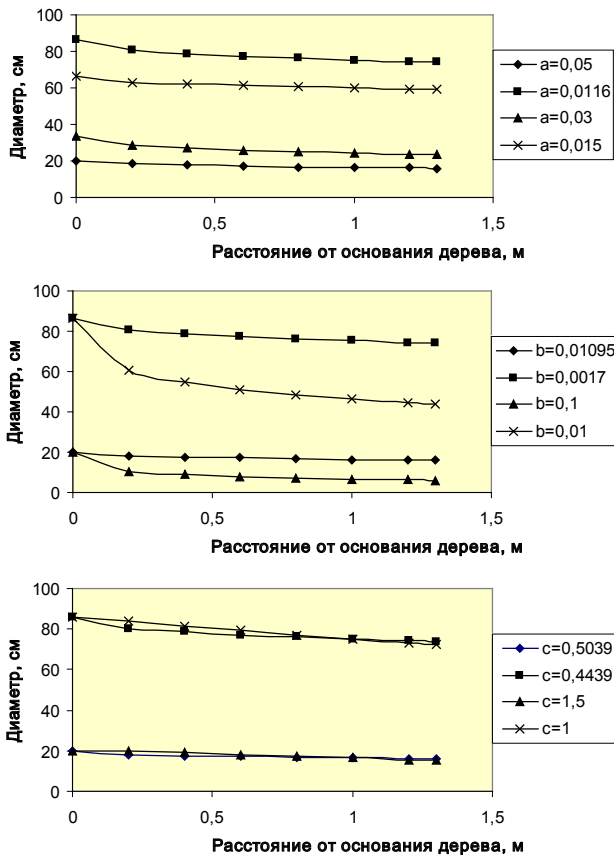 Диаметр, см
100
80
60
40
20
0
0
0,5
1
1,5
Расстояние от основания дерева, м
a=0,05
a=0,0116
a=0,03
a=0,015
Диаметр, см
100
80
60
40
20
0
0
0,5
1
1,5
Расстояние от основания дерева, м
b=0,01095
b=0,0017
b=0,1
b=0,01
Диаметр, см
100
80
60
40
20
0
0
0,5
1
1,5
Расстояние от основания дерева, м
c=0,5039
c=0,4439
c=1,5
c=1